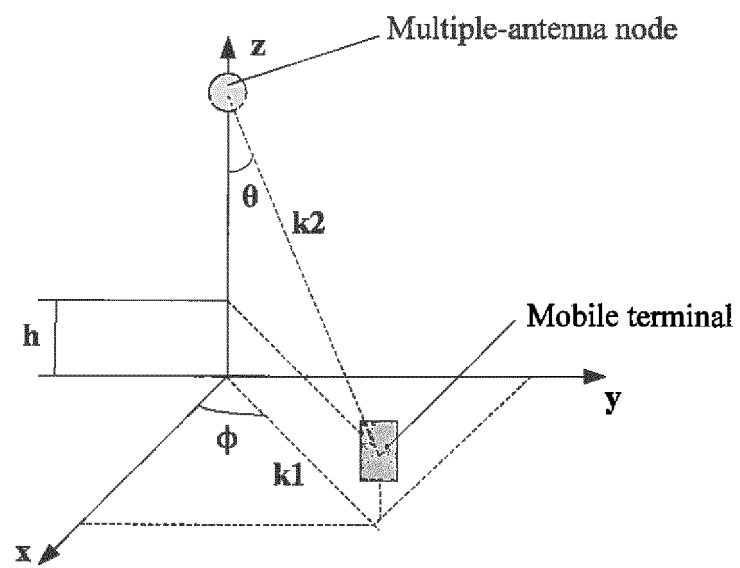 Multiple-antenna node
z
θ
k2
h
Mobile terminal
y
ϕ
k1
x